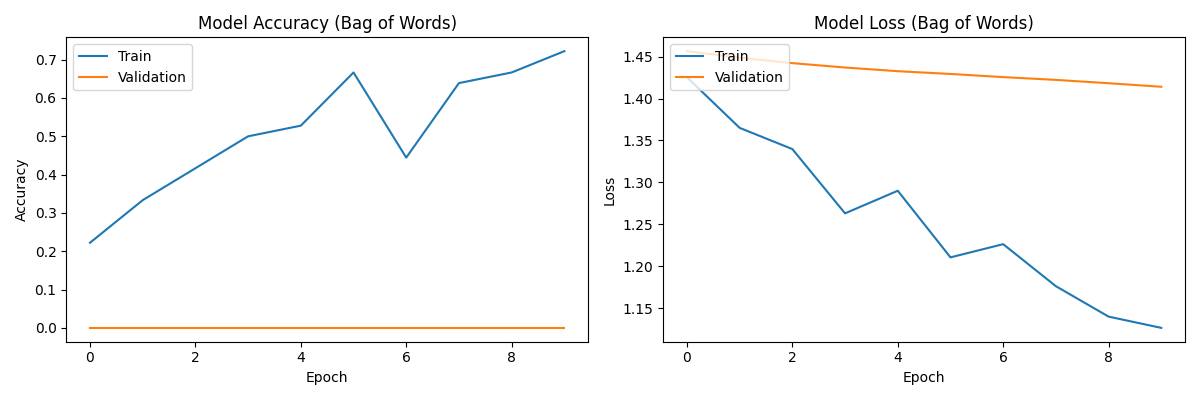 Model Accuracy (Bag of Words)
Train
Validation
0.7
0.6
0.5
0.4
0.3
0.2
0.1
0.0
Accuracy
0 2 4 6 8
Epoch
Model Loss (Bag of Words)
Train
Validation
1.45
1.40
1.35
1.30
1.25
1.20
1.15
Loss
0 2 4 6 8
Epoch